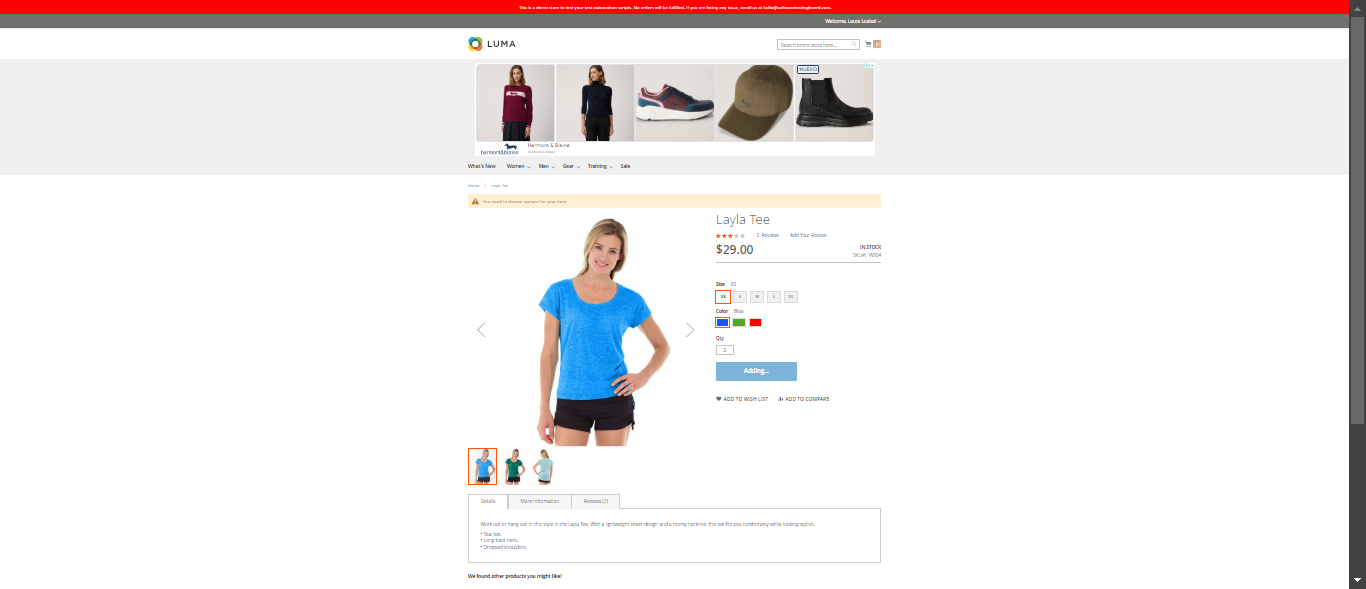 This is a demo store to test your test automation scripts. No orders will be fulfilled. If you are facing any issue, email us at hello@softwaretestingboard.com.
Welcome, Laura
LUMA
Search entire store here...
NUEVO
harmont&blaine
Harmont & Blaine
What's New
Women
Men
Gear
Training
Sale
Home
Layla Tee
You need to choose options for your item.
Layla Tee
2 Reviews
Add Your Review
$29.00
IN STOCK
SKU#: WS04
Size XS
XS
S
M
L
XL
Color Blue
Qty
2
Adding...
ADD TO WISH LIST
ADD TO COMPARE
Details
More Information
Reviews (2)
Work out or hang out in chic style in the Layla Tee. With a lightweight sheer design and a roomy neckline, this tee fits you comfortably while looking stylish.
• Teal tee.
• Long back hem.
• Dropped shoulders.
We found other products you might like!